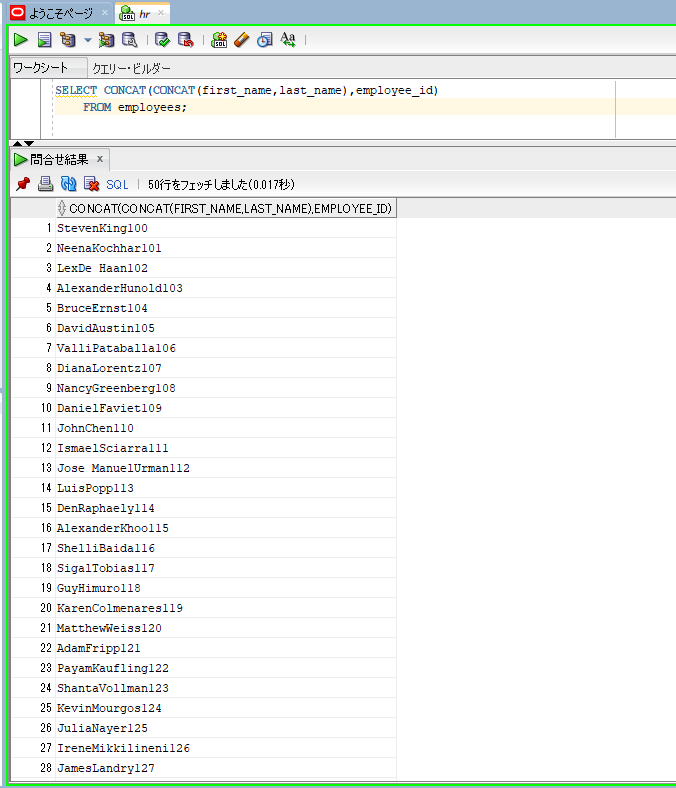 ようこそページ hr
ワークシート クエリー・ビルダー
SELECT CONCAT(CONCAT(first_name,last_name),employee_id)
FROM employees;
問合せ結果 x
SQL | 50行をフェッチしました(0.017秒)
CONCAT(CONCAT(FIRST_NAME,LAST_NAME),EMPLOYEE_ID)
1 StevenKing100
2 NeenaKochhar101
3 LexDe Haan102
4 AlexanderHunold103
5 BruceErnst104
6 DavidAustin105
7 ValliPataballa106
8 DianaLorentz107
9 NancyGreenberg108
10 DanielFaviet109
11 JohnChen110
12 IsmaelSciarra111
13 Jose ManuelUrman112
14 LuisPopp113
15 DenRaphaely114
16 AlexanderKhoo115
17 ShelliBaida116
18 SigalTobias117
19 GuyHimuro118
20 KarenColmenares119
21 MatthewWeiss120
22 AdamFripp121
23 PayamKaufling122
24 ShantaVollman123
25 KevinMourgos124
26 JuliaNayer125
27 IreneMikkilineni126
28 JamesLandry127